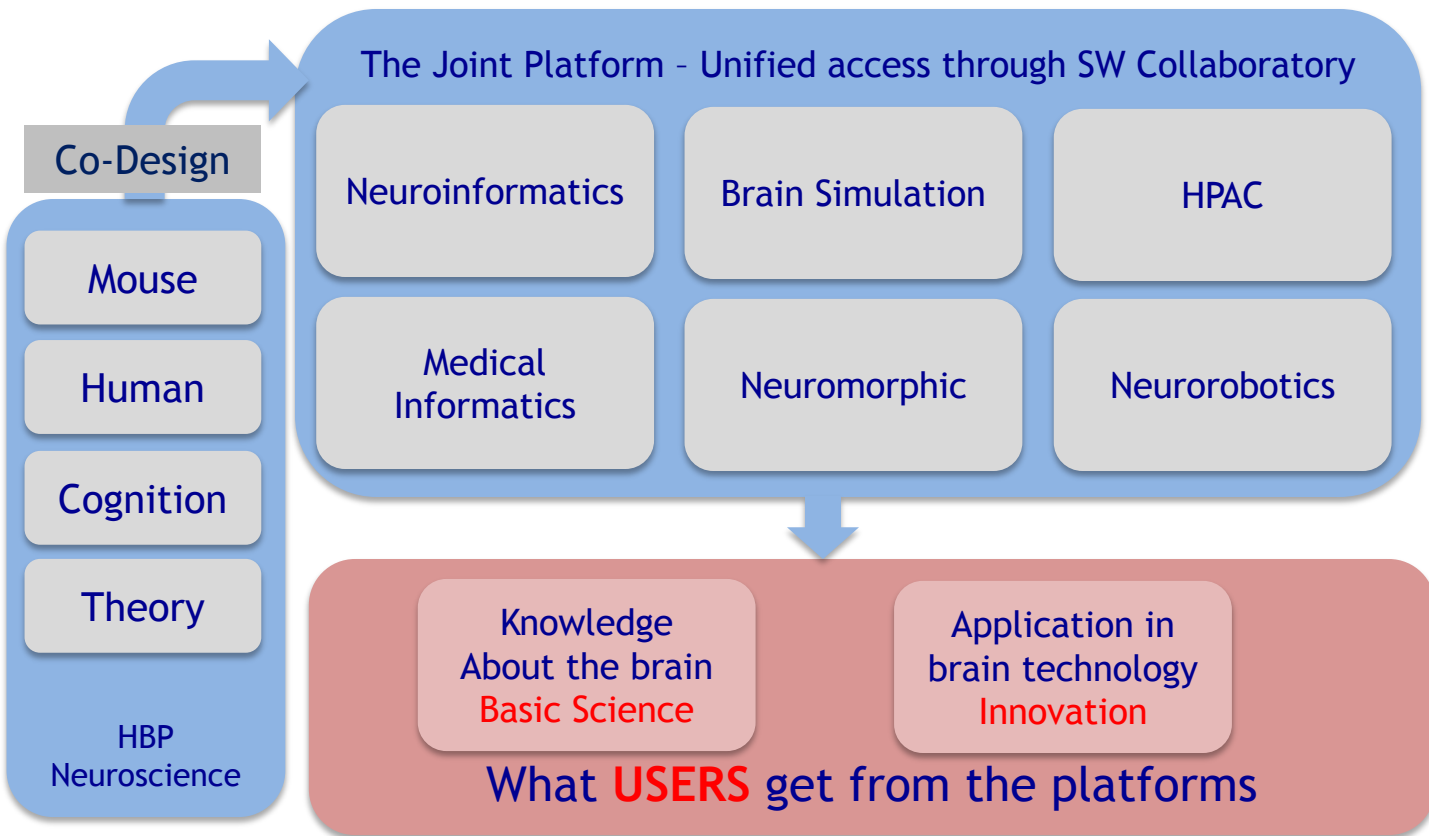 The Joint Platform – Unified access through SW Collaboratory
Co-Design
Neuroinformatics
Brain Simulation
HPAC
Medical
Informatics
Neuromorphic
Neurorobotics
Mouse
Human
Cognition
Theory
HBP
Neuroscience
Knowledge
About the brain
Basic Science
Application in
brain technology
Innovation
What USERS get from the platforms